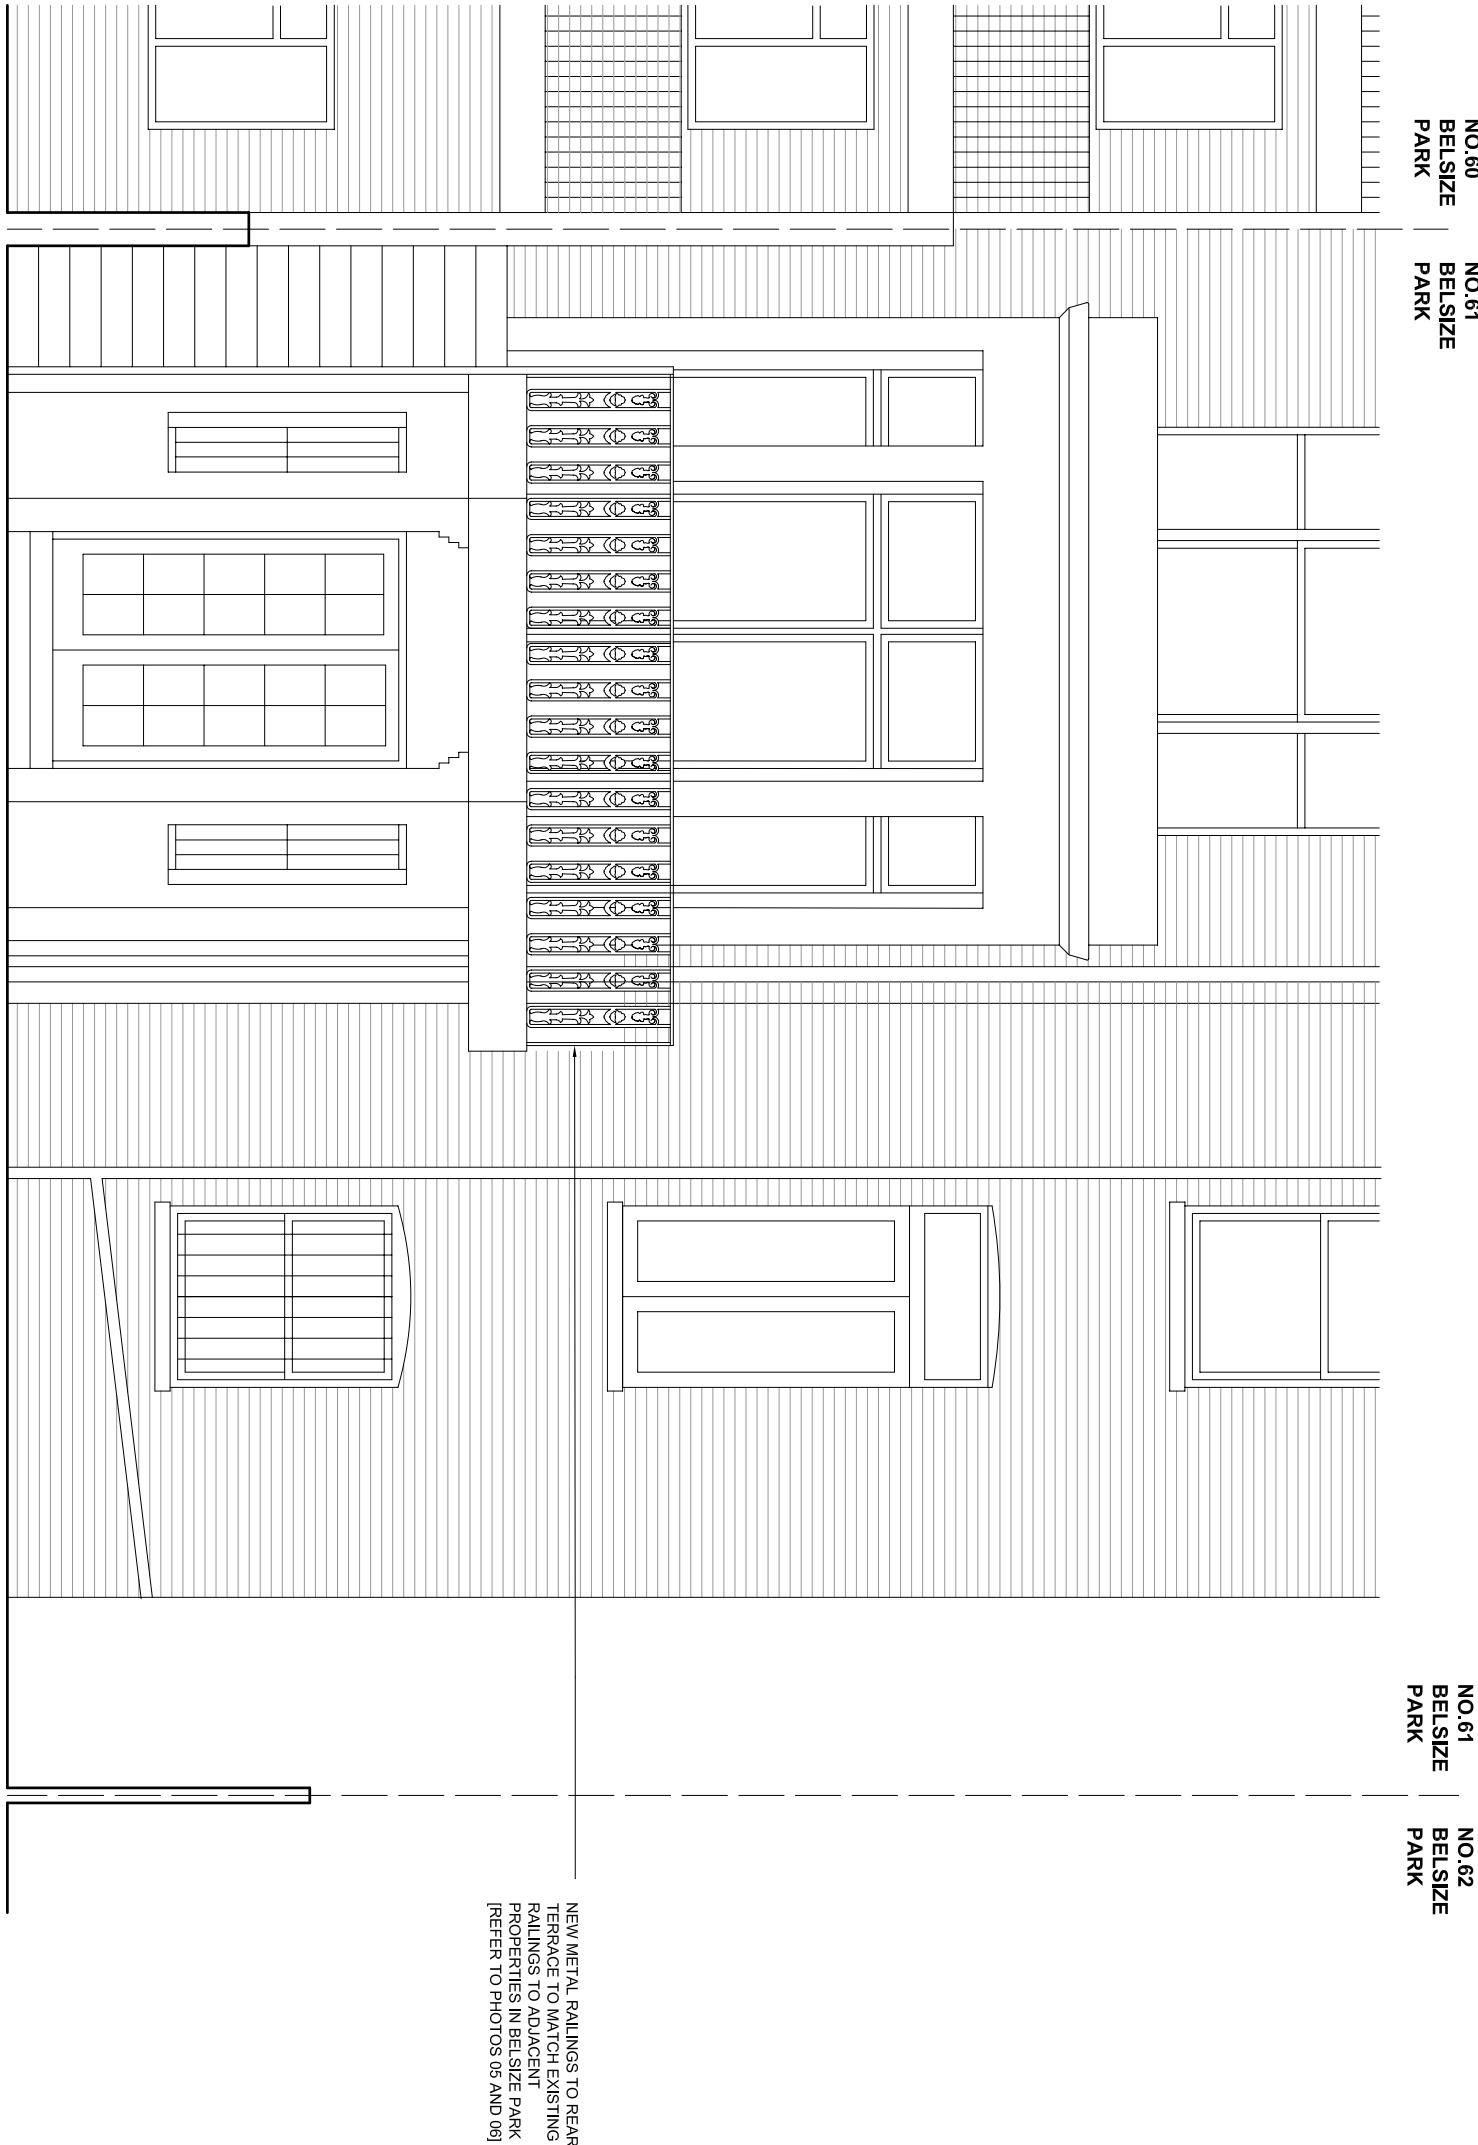 NO.60
BELSIZE
PARK
NO.61
BELSIZE
PARK
NO.61
BELSIZE
PARK
NO.62
BELSIZE
PARK
NEW METAL RAILINGS TO REAR
TERRACE TO MATCH EXISTING
RAILINGS TO ADJACENT
PROPERTIES IN BELSIZE PARK
[REFER TO PHOTOS 05 AND 06]